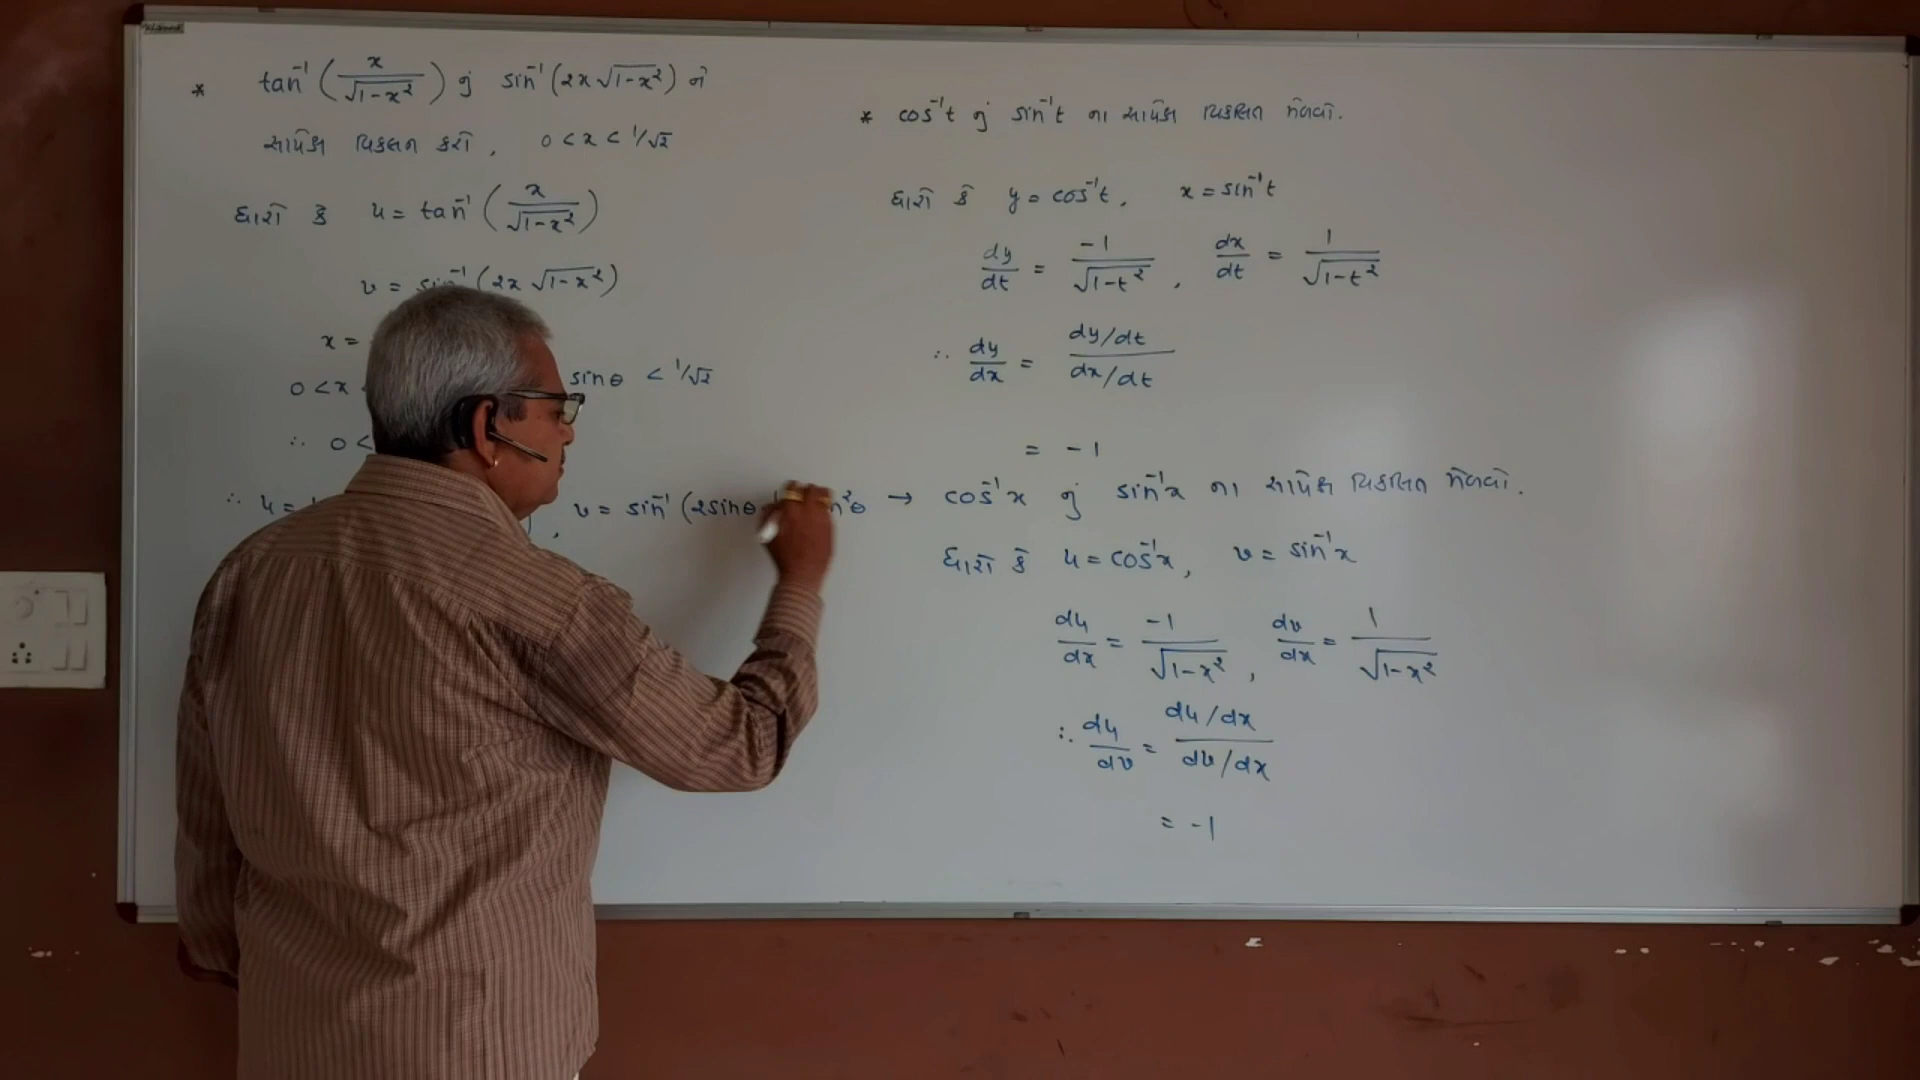 * tan⁻¹ (x/√(1-x²)) નું sin⁻¹ (2x √(1-x²)) ને
સાપેક્ષ વિકલન કરો, 0 < x < 1/√2
ધારો કે u = tan⁻¹ (x/√(1-x²))
v = sin⁻¹ (2x √(1-x²))
x =
0 < x sinθ < 1/√2
∴ 0 <
∴ u = , v = sin⁻¹ (2sinθ
* cos⁻¹t નું sin⁻¹t ના સાપેક્ષ વિકલિત મેળવો.
ધારો કે y = cos⁻¹t, x = sin⁻¹t
dy/dt = -1/√(1-t²), dx/dt = 1/√(1-t²)
∴ dy/dx = (dy/dt)/(dx/dt)
= -1
→ cos⁻¹x નું sin⁻¹x ના સાપેક્ષ વિકલિત મેળવો.
ધારો કે u = cos⁻¹x, v = sin⁻¹x
du/dx = -1/√(1-x²), dv/dx = 1/√(1-x²)
∴ du/dv = (du/dx)/(dv/dx)
= -1